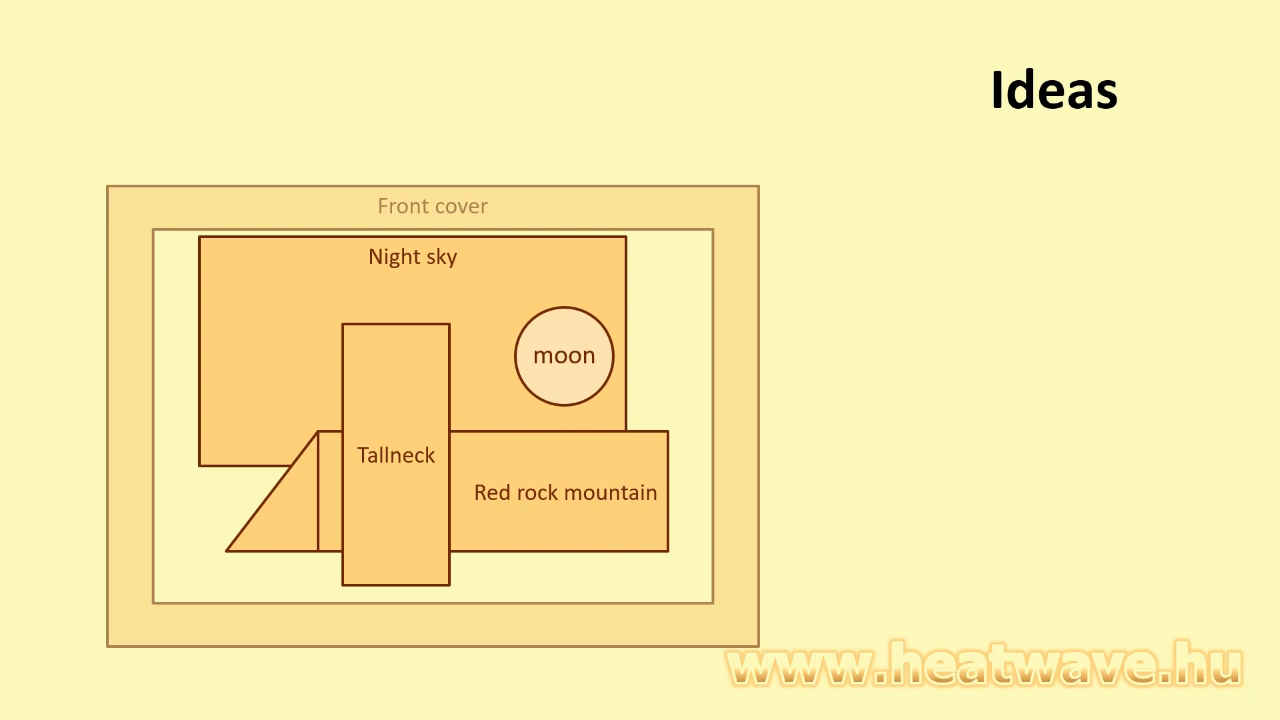 Ideas
Front cover
Night sky
moon
Tallneck
Red rock mountain
www.heatwave.hu